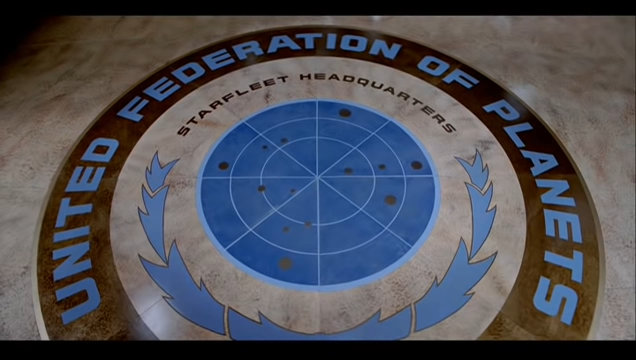 UNITED FEDERATION OF PLANETS
STARFLEET HEADQUARTERS